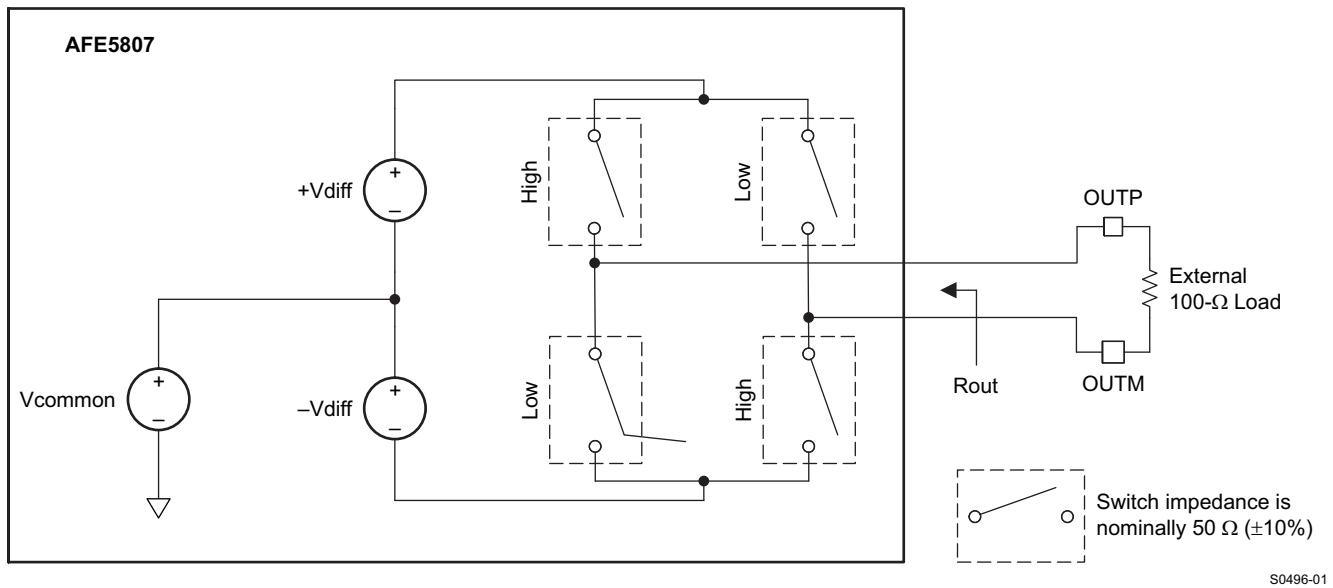 AFE5807
+Vdiff
High
Low
OUTP
External
100-Ω Load
Vcommon
–Vdiff
Low
High
Rout
OUTM
Switch impedance is
nominally 50 Ω (±10%)
S0496-01
+
–
+
–
+
–